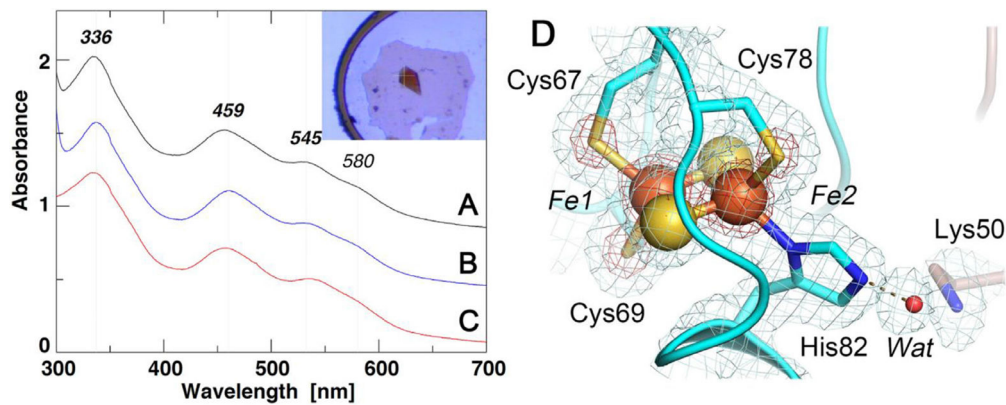 336
459
545
580
2
1
0
Absorbance
A
B
C
300 400 500 600 700
Wavelength [nm]
D
Cys67
Cys78
Fe1
Fe2
Lys50
Cys69
His82
Wat